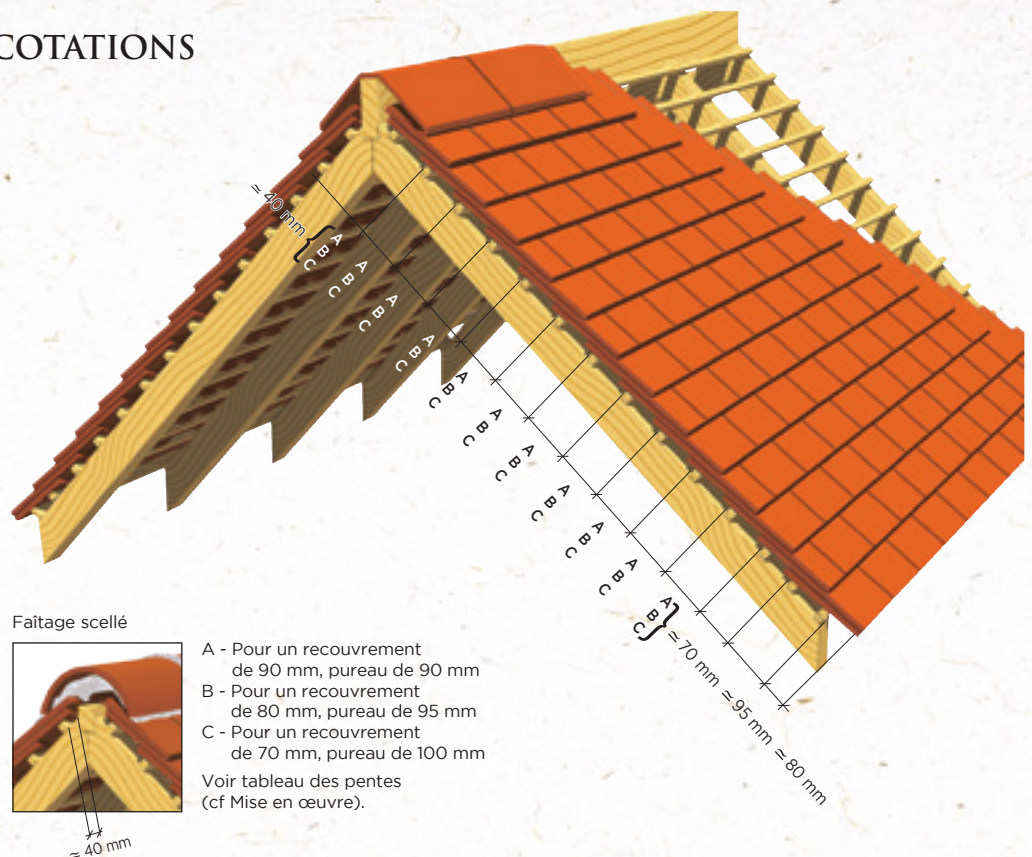 COTATIONS
≃ 40 mm
A B C
A B C
A B C
A B C
A B C
A B C
A B C
A B C
A B C
A B C
A B C
≃ 70 mm ≃ 95 mm ≃ 80 mm
Faîtage scellé
≃ 40 mm
A - Pour un recouvrement
de 90 mm, pureau de 90 mm
B - Pour un recouvrement
de 80 mm, pureau de 95 mm
C - Pour un recouvrement
de 70 mm, pureau de 100 mm
Voir tableau des pentes
(cf Mise en œuvre).